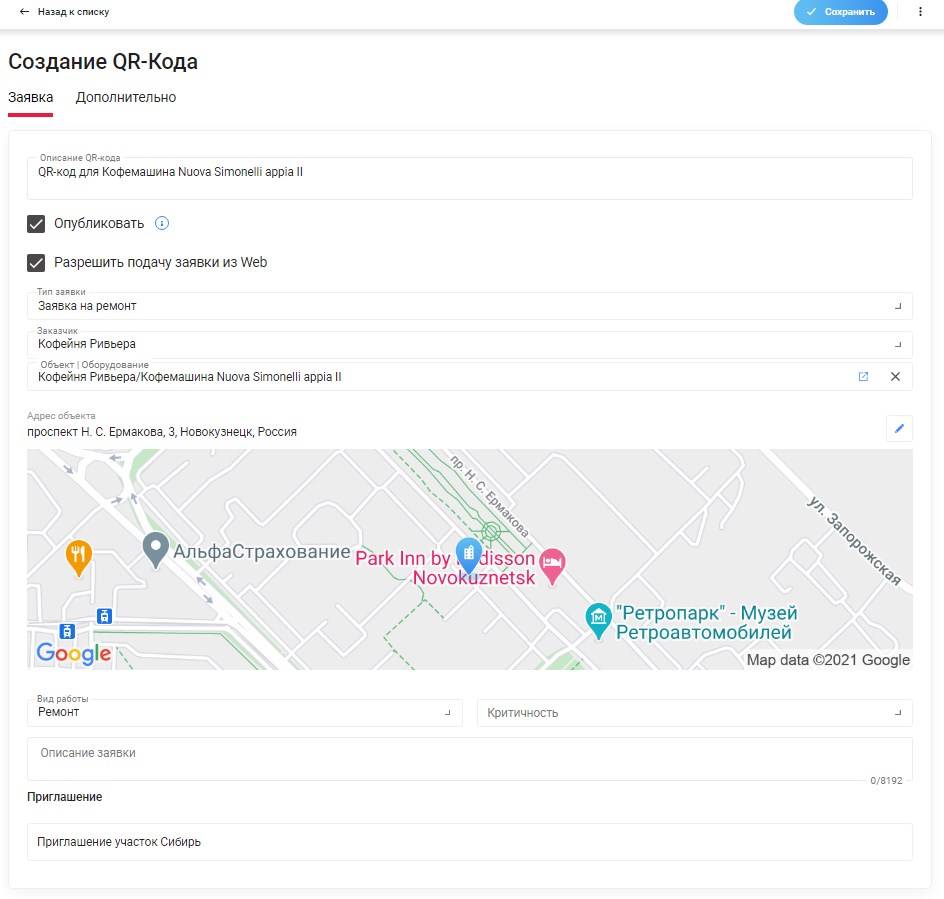 Назад к списку
Сохранить
Создание QR-Кода
Заявка Дополнительно
Описание QR-кода
QR-код для Кофемашина Nuova Simonelli appia II
Опубликовать
Разрешить подачу заявки из Web
Тип заявки
Заявка на ремонт
Заказчик
Кофейня Ривьера
Объект | Оборудование
Кофейня Ривьера/Кофемашина Nuova Simonelli appia II
Адрес объекта
проспект Н. С. Ермакова, 3, Новокузнецк, Россия
пр. Н. С. Ермакова
ул. Запорожская
АльфаСтрахование
Park Inn by disson
Novokuznetsk
"Ретропарк" - Музей
Ретроавтомобилей
Google
Map data ©2021 Google
Вид работы
Ремонт
Критичность
Описание заявки
0/8192
Приглашение
Приглашение участок Сибирь